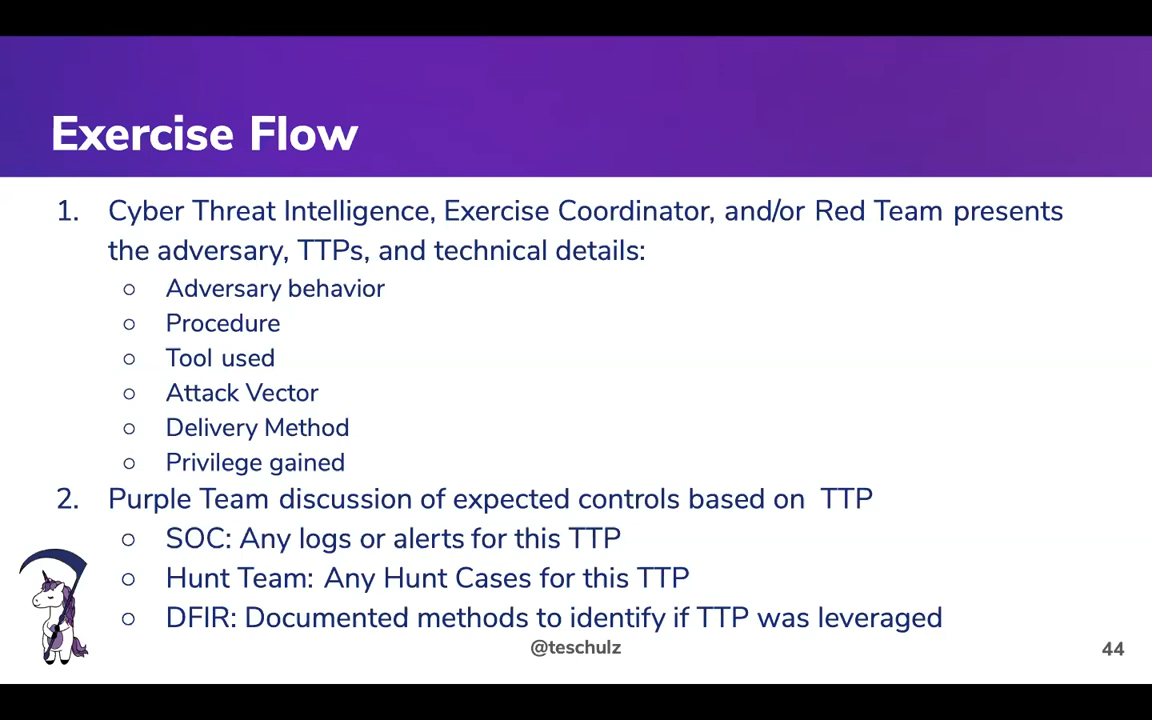 Exercise Flow
1. Cyber Threat Intelligence, Exercise Coordinator, and/or Red Team presents
the adversary, TTPs, and technical details:
○ Adversary behavior
○ Procedure
○ Tool used
○ Attack Vector
○ Delivery Method
○ Privilege gained
2. Purple Team discussion of expected controls based on TTP
○ SOC: Any logs or alerts for this TTP
○ Hunt Team: Any Hunt Cases for this TTP
○ DFIR: Documented methods to identify if TTP was leveraged
@teschulz
44